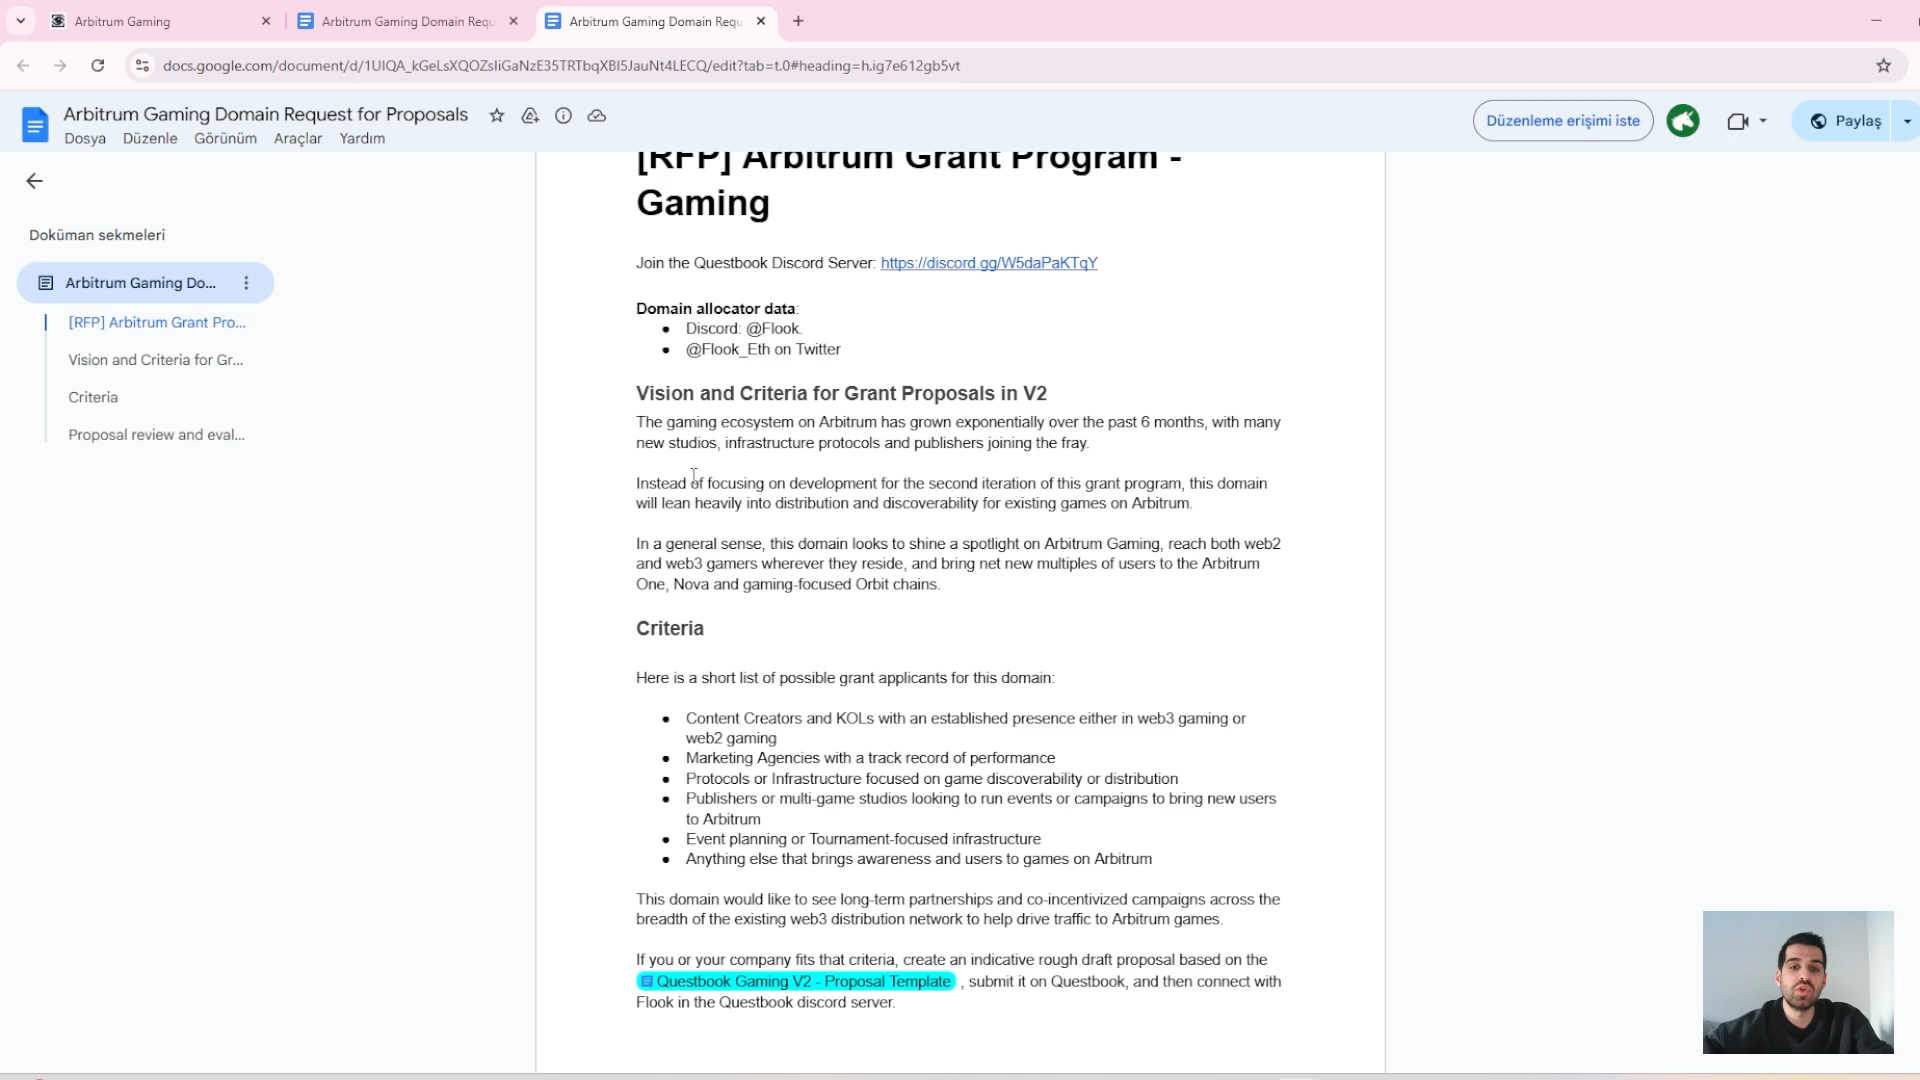 Arbitrum Gaming
Arbitrum Gaming Domain Requ
Arbitrum Gaming Domain Requ
docs.google.com/document/d/1UIQA_kGeLsXQOZsIiGaNzE35TRTbqXBI5JauNt4LECQ/edit?tab=t.0#heading=h.ig7e612gb5vt
Arbitrum Gaming Domain Request for Proposals
Dosya Düzenle Görünüm Araçlar Yardım
Düzenleme erişimi iste
Paylaş
Doküman sekmeleri
Arbitrum Gaming Do...
[RFP] Arbitrum Grant Pro...
Vision and Criteria for Gr...
Criteria
Proposal review and eval...
[RFP] Arbitrum Grant Program -
Gaming
Join the Questbook Discord Server: https://discord.gg/W5daPaKTqY
Domain allocator data:
● Discord: @Flook.
● @Flook_Eth on Twitter
Vision and Criteria for Grant Proposals in V2
The gaming ecosystem on Arbitrum has grown exponentially over the past 6 months, with many
new studios, infrastructure protocols and publishers joining the fray.
Instead of focusing on development for the second iteration of this grant program, this domain
will lean heavily into distribution and discoverability for existing games on Arbitrum.
In a general sense, this domain looks to shine a spotlight on Arbitrum Gaming, reach both web2
and web3 gamers wherever they reside, and bring net new multiples of users to the Arbitrum
One, Nova and gaming-focused Orbit chains.
Criteria
Here is a short list of possible grant applicants for this domain:
● Content Creators and KOLs with an established presence either in web3 gaming or
web2 gaming
● Marketing Agencies with a track record of performance
● Protocols or Infrastructure focused on game discoverability or distribution
● Publishers or multi-game studios looking to run events or campaigns to bring new users
to Arbitrum
● Event planning or Tournament-focused infrastructure
● Anything else that brings awareness and users to games on Arbitrum
This domain would like to see long-term partnerships and co-incentivized campaigns across the
breadth of the existing web3 distribution network to help drive traffic to Arbitrum games.
If you or your company fits that criteria, create an indicative rough draft proposal based on the
Questbook Gaming V2 - Proposal Template , submit it on Questbook, and then connect with
Flook in the Questbook discord server.